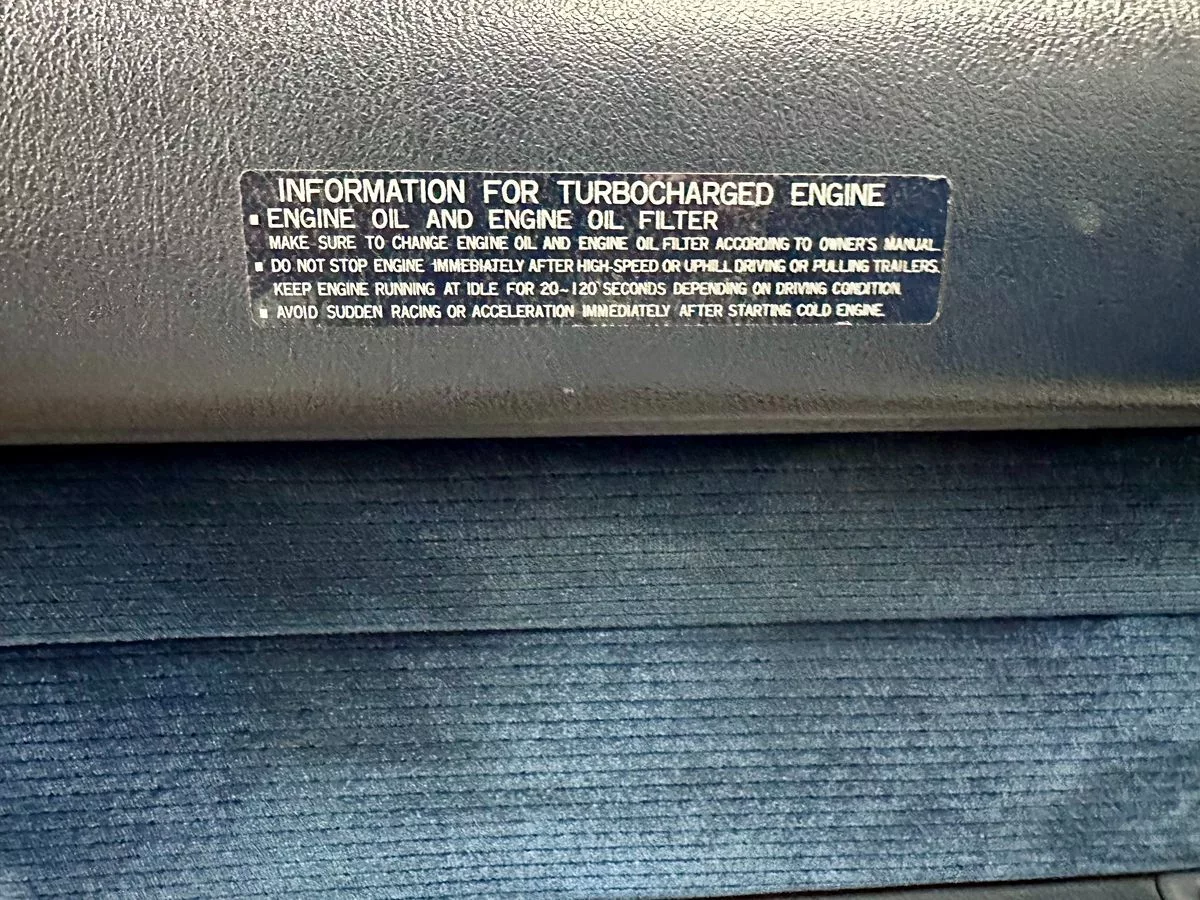 INFORMATION FOR TURBOCHARGED ENGINE
▪ ENGINE OIL AND ENGINE OIL FILTER
MAKE SURE TO CHANGE ENGINE OIL AND ENGINE OIL FILTER ACCORDING TO OWNER'S MANUAL.
▪ DO NOT STOP ENGINE IMMEDIATELY AFTER HIGH-SPEED OR UPHILL DRIVING OR PULLING TRAILERS.
KEEP ENGINE RUNNING AT IDLE FOR 20~120 SECONDS DEPENDING ON DRIVING CONDITION.
▪ AVOID SUDDEN RACING OR ACCELERATION IMMEDIATELY AFTER STARTING COLD ENGINE.